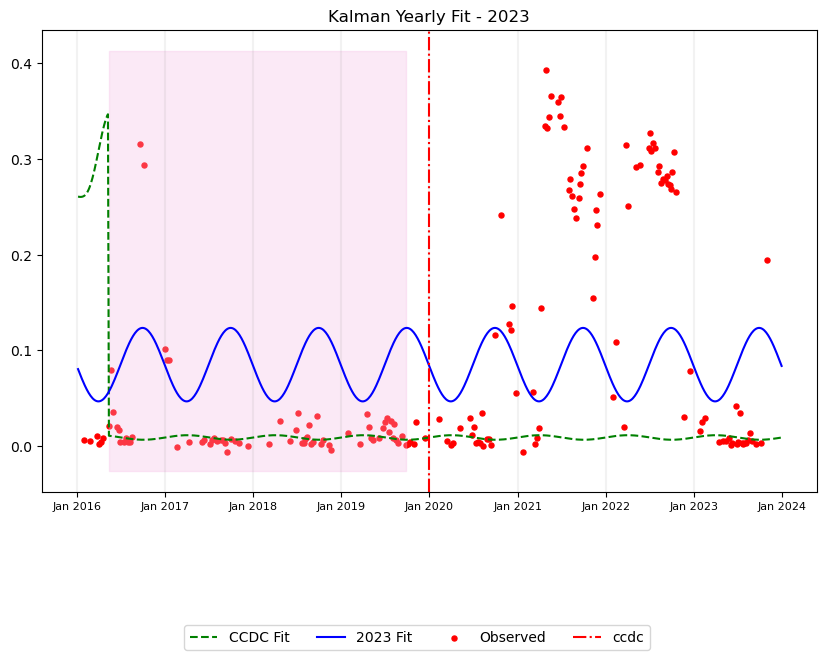 Kalman Yearly Fit - 2023
0.4
0.3
0.2
0.1
0.0
Jan 2016 Jan 2017 Jan 2018 Jan 2019 Jan 2020 Jan 2021 Jan 2022 Jan 2023 Jan 2024
CCDC Fit 2023 Fit Observed ccdc